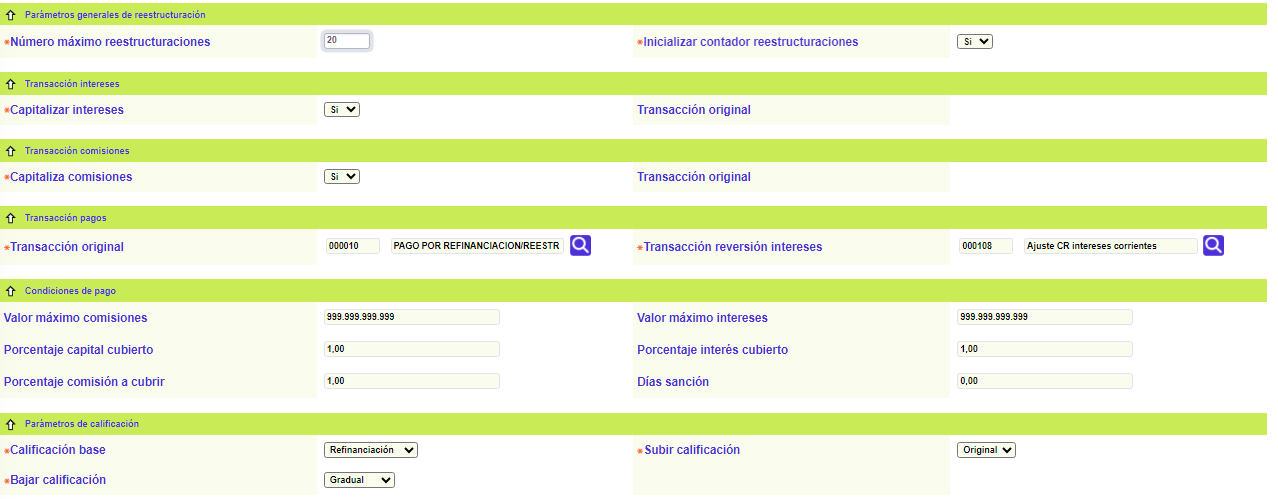 Parámetros generales de reestructuración
*Número máximo reestructuraciones 20 *Inicializar contador reestructuraciones Si
Transacción intereses
*Capitalizar intereses Si Transacción original
Transacción comisiones
*Capitaliza comisiones Si Transacción original
Transacción pagos
*Transacción original 000010 PAGO POR REFINANCIACION/REESTR *Transacción reversión intereses 000108 Ajuste CR intereses corrientes
Condiciones de pago
Valor máximo comisiones 999.999.999.999 Valor máximo intereses 999.999.999.999
Porcentaje capital cubierto 1,00 Porcentaje interés cubierto 1,00
Porcentaje comisión a cubrir 1,00 Días sanción 0,00
Parámetros de calificación
*Calificación base Refinanciación *Subir calificación Original
*Bajar calificación Gradual